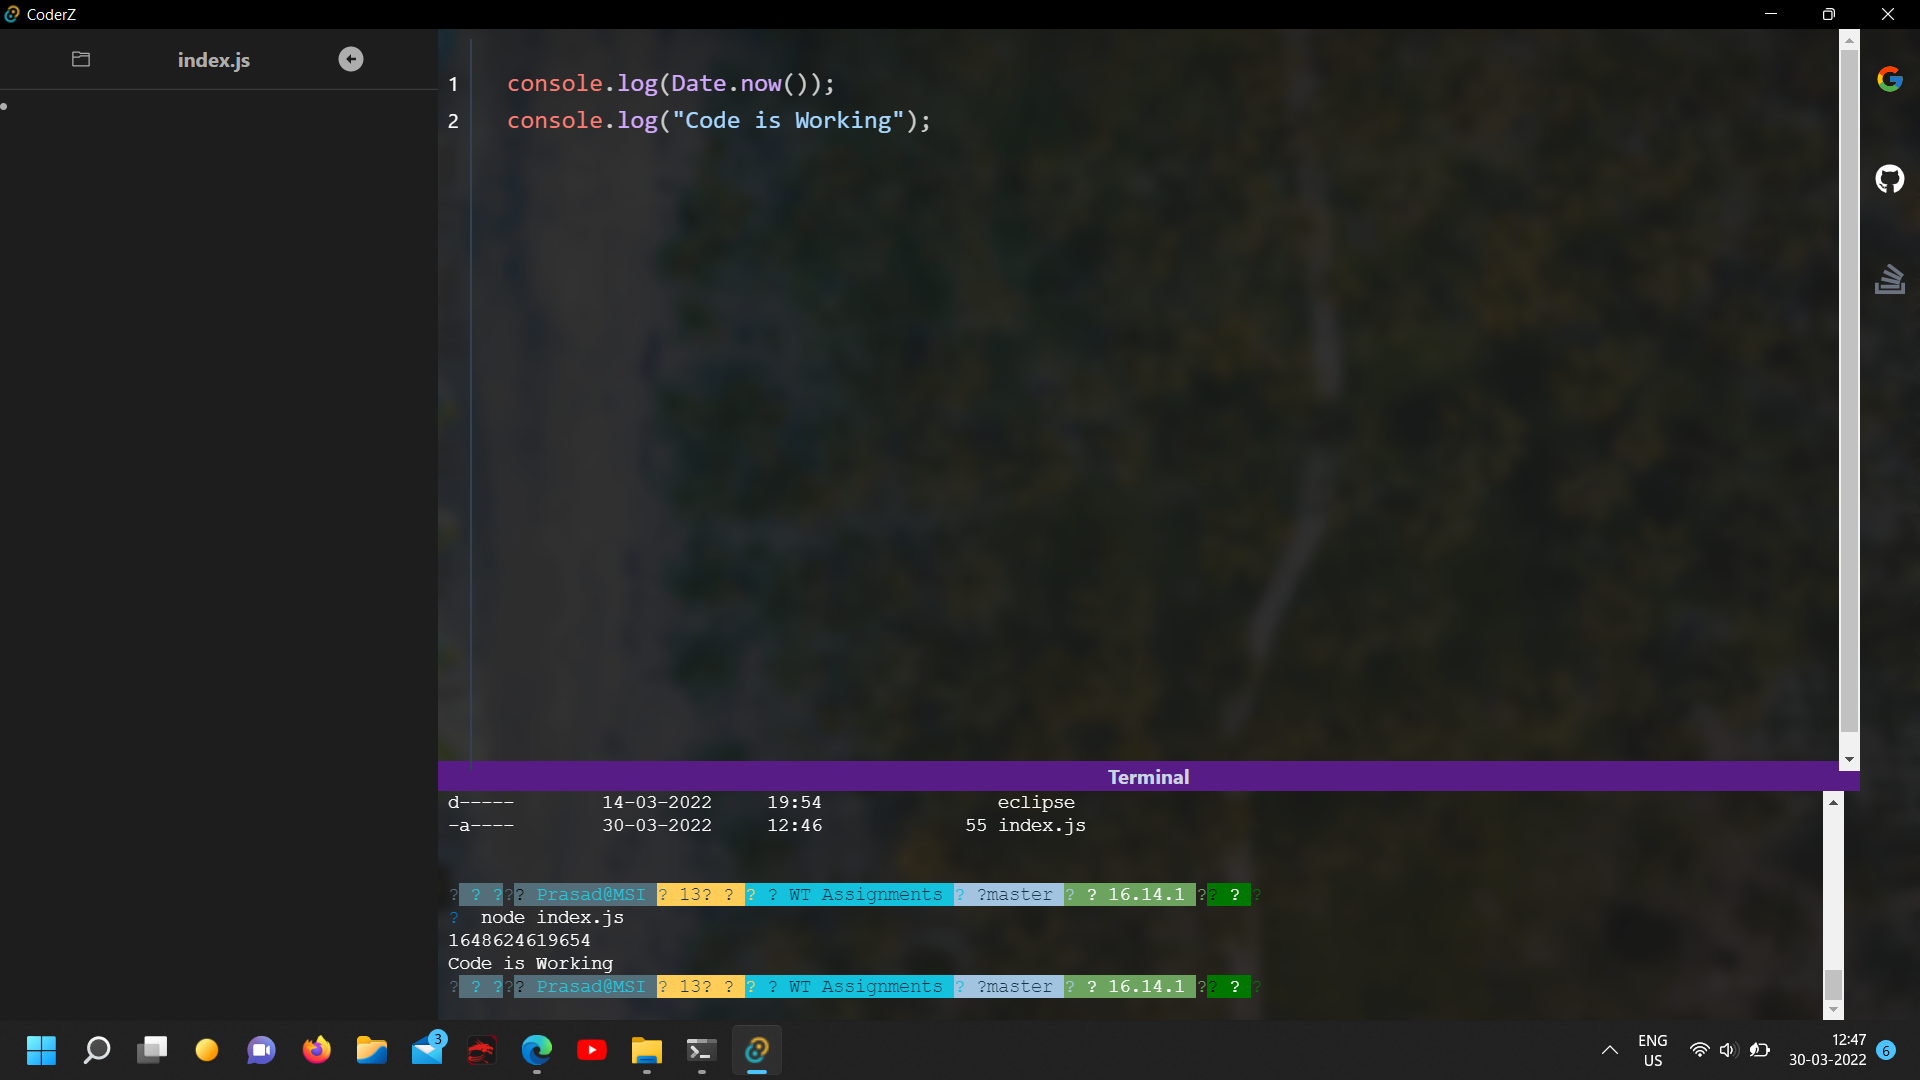 CoderZ
index.js
1 console.log(Date.now());
2 console.log("Code is Working");
Terminal
d----- 14-03-2022 19:54 eclipse
-a---- 30-03-2022 12:46 55 index.js
? ? ??? Prasad@MSI ? 13? ? ? ? WT Assignments ? ?master ? ? 16.14.1 ?? ? ?
? node index.js
1648624619654
Code is Working
? ? ??? Prasad@MSI ? 13? ? ? ? WT Assignments ? ?master ? ? 16.14.1 ?? ? ?
3
ENG
US
12:47
30-03-2022
6